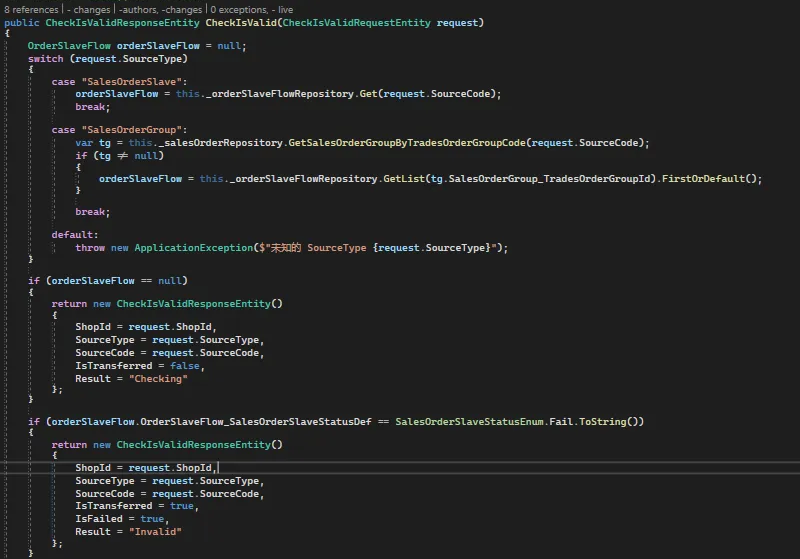 8 references | - changes | -authors, -changes | 0 exceptions, - live
public CheckIsValidResponseEntity CheckIsValid(CheckIsValidRequestEntity request)
{
    OrderSlaveFlow orderSlaveFlow = null;
    switch (request.SourceType)
    {
        case "SalesOrderSlave":
            orderSlaveFlow = this._orderSlaveFlowRepository.Get(request.SourceCode);
            break;

        case "SalesOrderGroup":
            var tg = this._salesOrderRepository.GetSalesOrderGroupByTradesOrderGroupCode(request.SourceCode);
            if (tg ≠ null)
            {
                orderSlaveFlow = this._orderSlaveFlowRepository.GetList(tg.SalesOrderGroup_TradesOrderGroupId).FirstOrDefault();
            }

            break;

        default:
            throw new ApplicationException($"未知的 SourceType {request.SourceType}");
    }

    if (orderSlaveFlow == null)
    {
        return new CheckIsValidResponseEntity()
        {
            ShopId = request.ShopId,
            SourceType = request.SourceType,
            SourceCode = request.SourceCode,
            IsTransferred = false,
            Result = "Checking"
        };
    }

    if (orderSlaveFlow.OrderSlaveFlow_SalesOrderSlaveStatusDef == SalesOrderSlaveStatusEnum.Fail.ToString())
    {
        return new CheckIsValidResponseEntity()
        {
            ShopId = request.ShopId,
            SourceType = request.SourceType,
            SourceCode = request.SourceCode,
            IsTransferred = true,
            IsFailed = true,
            Result = "Invalid"
        };
    }